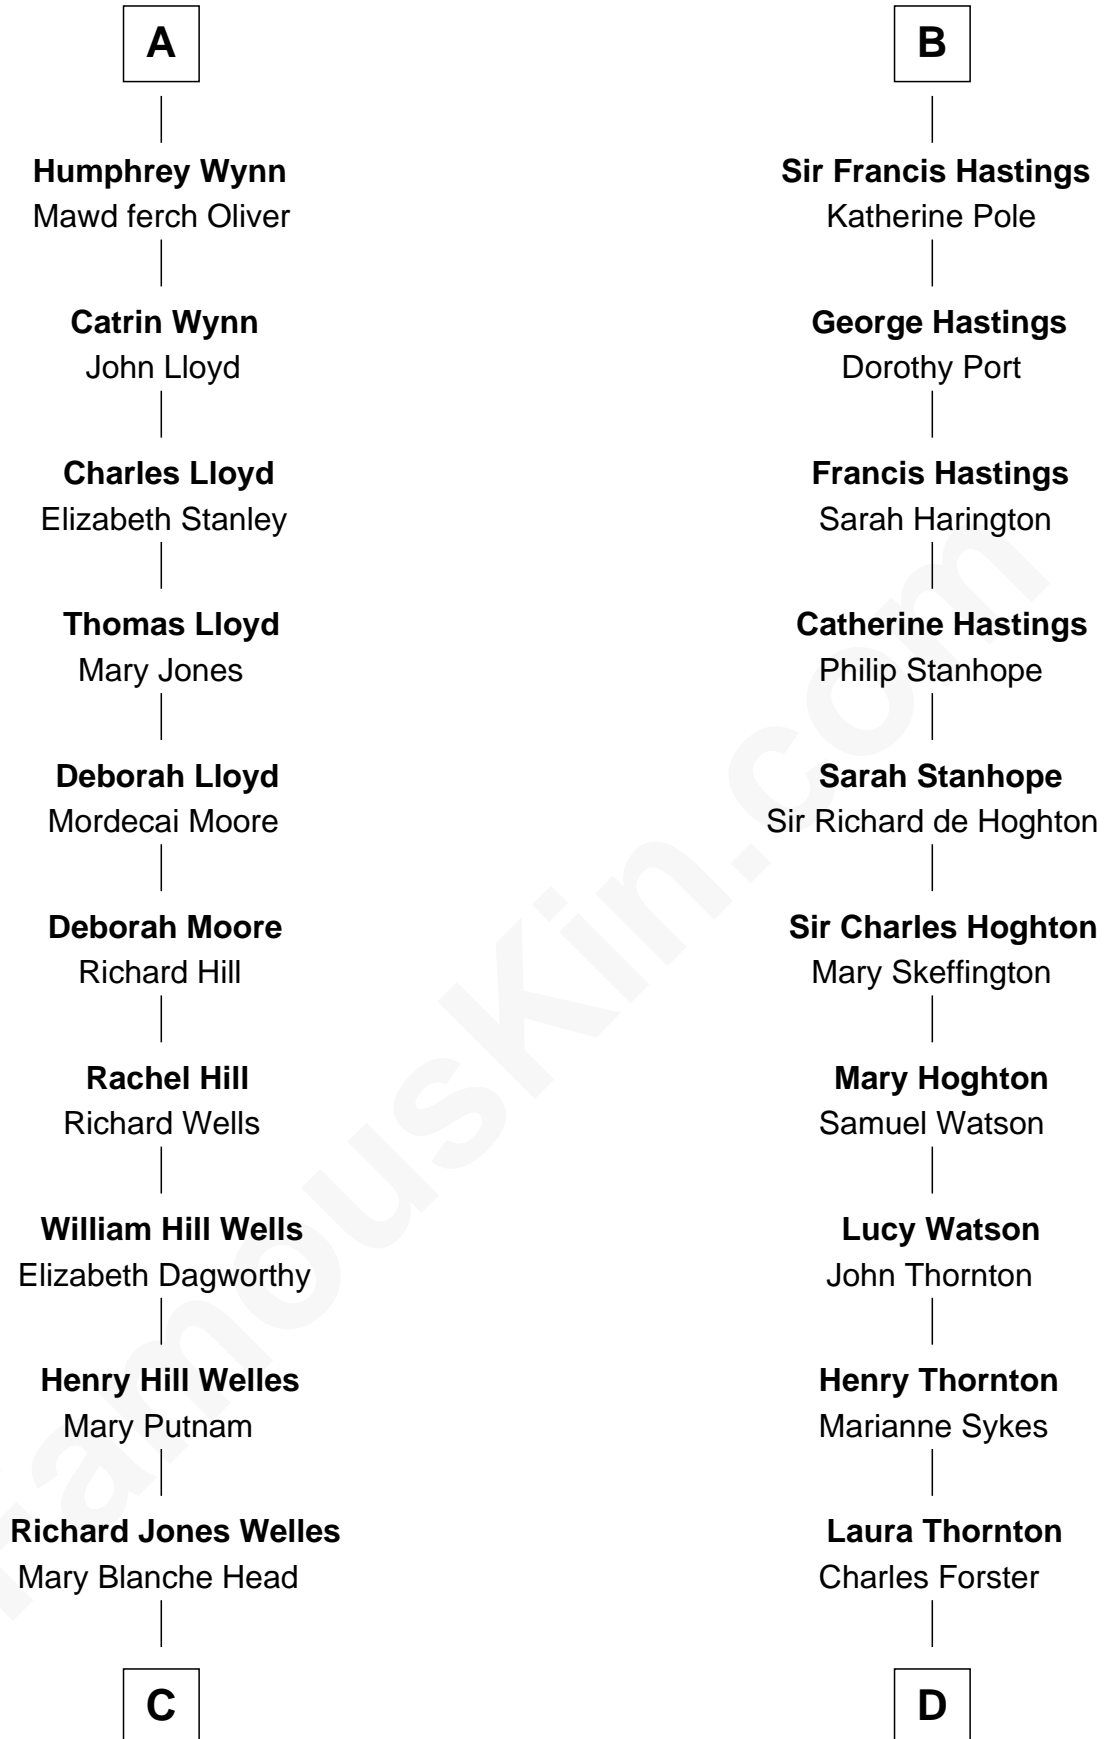 A
Humphrey Wynn
Mawd ferch Oliver
Catrin Wynn
John Lloyd
Charles Lloyd
Elizabeth Stanley
Thomas Lloyd
Mary Jones
Deborah Lloyd
Mordecai Moore
Deborah Moore
Richard Hill
Rachel Hill
Richard Wells
William Hill Wells
Elizabeth Dagworthy
Henry Hill Welles
Mary Putnam
Richard Jones Welles
Mary Blanche Head
C
B
Sir Francis Hastings
Katherine Pole
George Hastings
Dorothy Port
Francis Hastings
Sarah Harington
Catherine Hastings
Philip Stanhope
Sarah Stanhope
Sir Richard de Hoghton
Sir Charles Hoghton
Mary Skeffington
Mary Hoghton
Samuel Watson
Lucy Watson
John Thornton
Henry Thornton
Marianne Sykes
Laura Thornton
Charles Forster
D
FamousKin.com